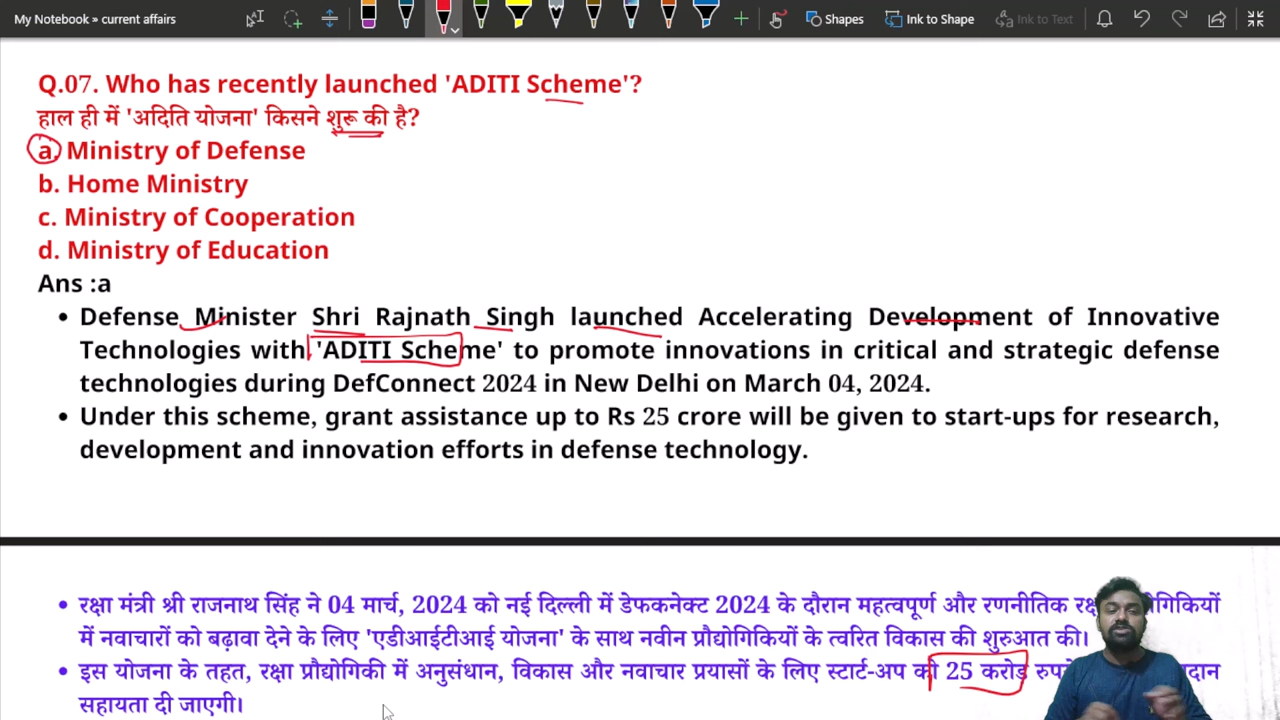 My Notebook » current affairs
Shapes
Ink to Shape
Ink to Text
Q.07. Who has recently launched 'ADITI Scheme'?
हाल ही में 'अदिति योजना' किसने शुरू की है?
a. Ministry of Defense
b. Home Ministry
c. Ministry of Cooperation
d. Ministry of Education
Ans :a
• Defense Minister Shri Rajnath Singh launched Accelerating Development of Innovative
Technologies with 'ADITI Scheme' to promote innovations in critical and strategic defense
technologies during DefConnect 2024 in New Delhi on March 04, 2024.
• Under this scheme, grant assistance up to Rs 25 crore will be given to start-ups for research,
development and innovation efforts in defense technology.
• रक्षा मंत्री श्री राजनाथ सिंह ने 04 मार्च, 2024 को नई दिल्ली में डेफकनेक्ट 2024 के दौरान महत्वपूर्ण और रणनीतिक
में नवाचारों को बढ़ावा देने के लिए 'एडीआईटीआई योजना' के साथ नवीन प्रौद्योगिकियों के त्वरित विकास की शुरुआत की।
• इस योजना के तहत, रक्षा प्रौद्योगिकी में अनुसंधान, विकास और नवाचार प्रयासों के लिए स्टार्ट-अप को 25 करोड़
सहायता दी जाएगी।